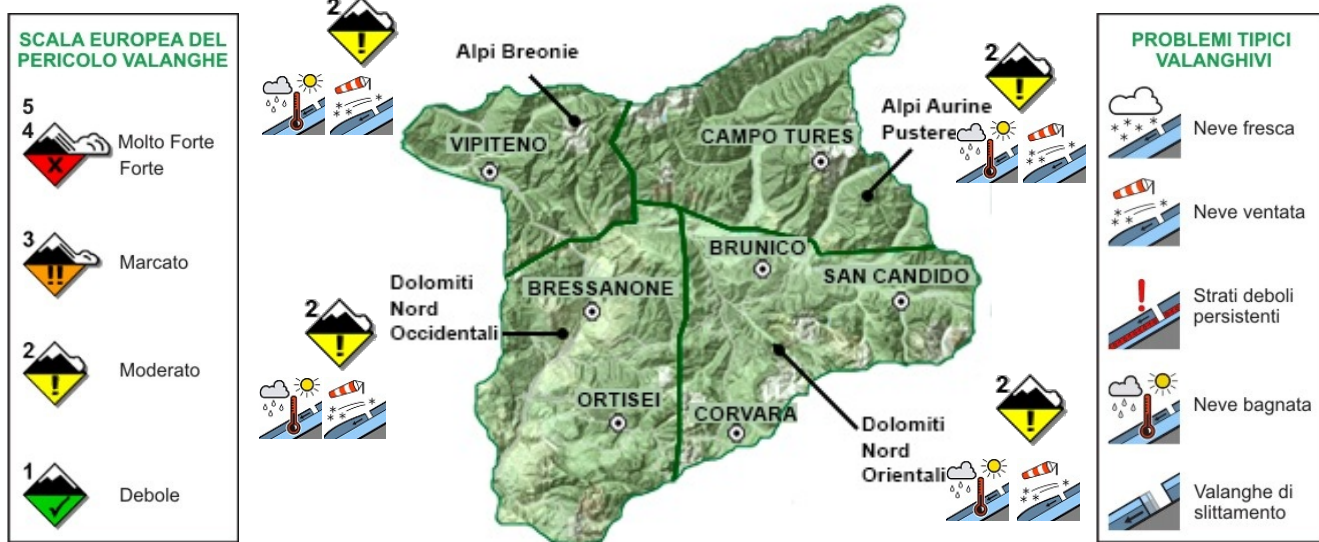 SCALA EUROPEA DEL
PERICOLO VALANGHE
5
4
Molto Forte
Forte
3
Marcato
2
Moderato
1
Debole
2
Alpi Breonie
2
Alpi Aurine
Pustere
VIPITENO
CAMPO TURES
BRUNICO
SAN CANDIDO
Dolomiti
Nord
Occidentali
2
BRESSANONE
ORTISEI
CORVARA
2
Dolomiti
Nord
Orientali
PROBLEMI TIPICI
VALANGHIVI
Neve fresca
Neve ventata
Strati deboli
persistenti
Neve bagnata
Valanghe di
slittamento